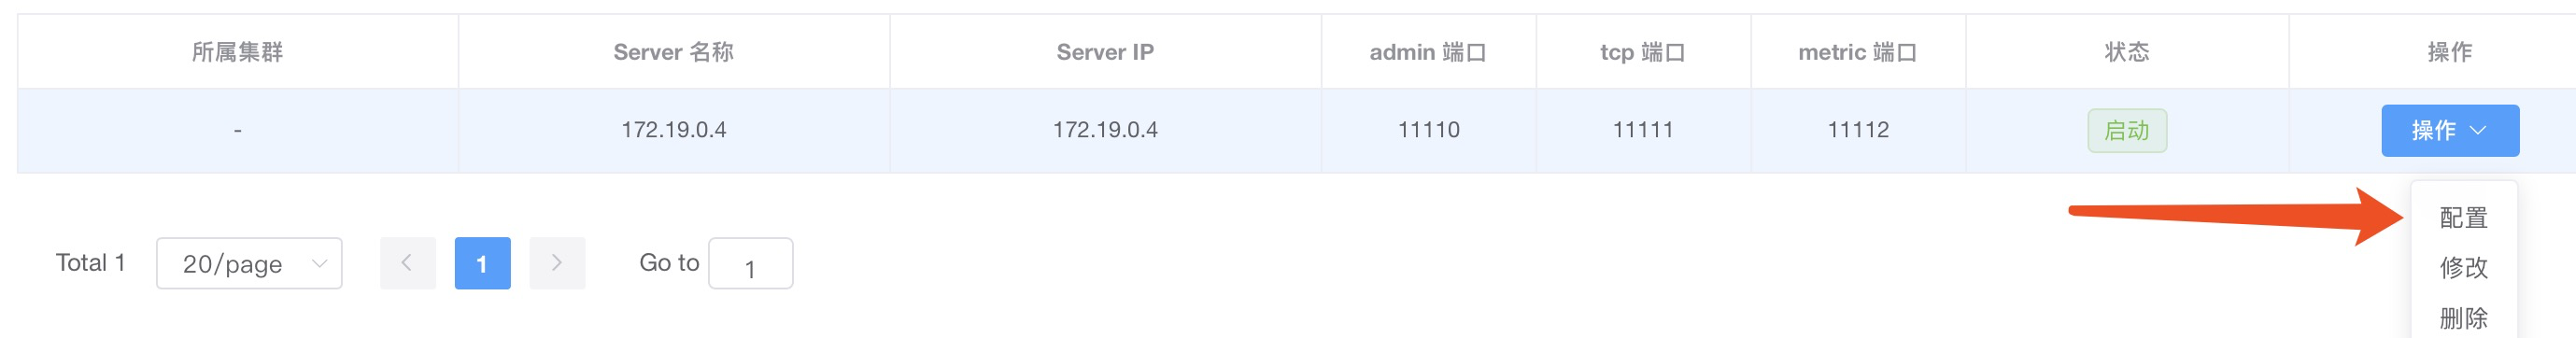 所属集群 Server 名称 Server IP admin 端口 tcp 端口 metric 端口 状态 操作
- 172.19.0.4 172.19.0.4 11110 11111 11112 启动 操作
配置
Total 1 20/page 1 Go to 1
修改
删除